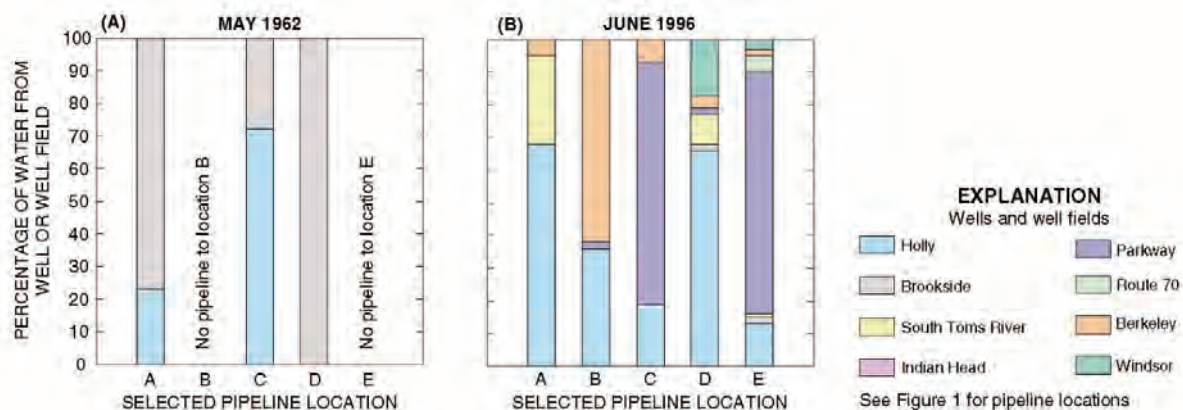 (A) MAY 1962
PERCENTAGE OF WATER FROM
WELL OR WELL FIELD
100
90
80
70
60
50
40
30
20
10
0
No pipeline to location B
No pipeline to location E
A B C D E
SELECTED PIPELINE LOCATION
(B) JUNE 1996
A B C D E
SELECTED PIPELINE LOCATION
EXPLANATION
Wells and well fields
Holly
Brookside
South Toms River
Indian Head
Parkway
Route 70
Berkeley
Windsor
See Figure 1 for pipeline locations